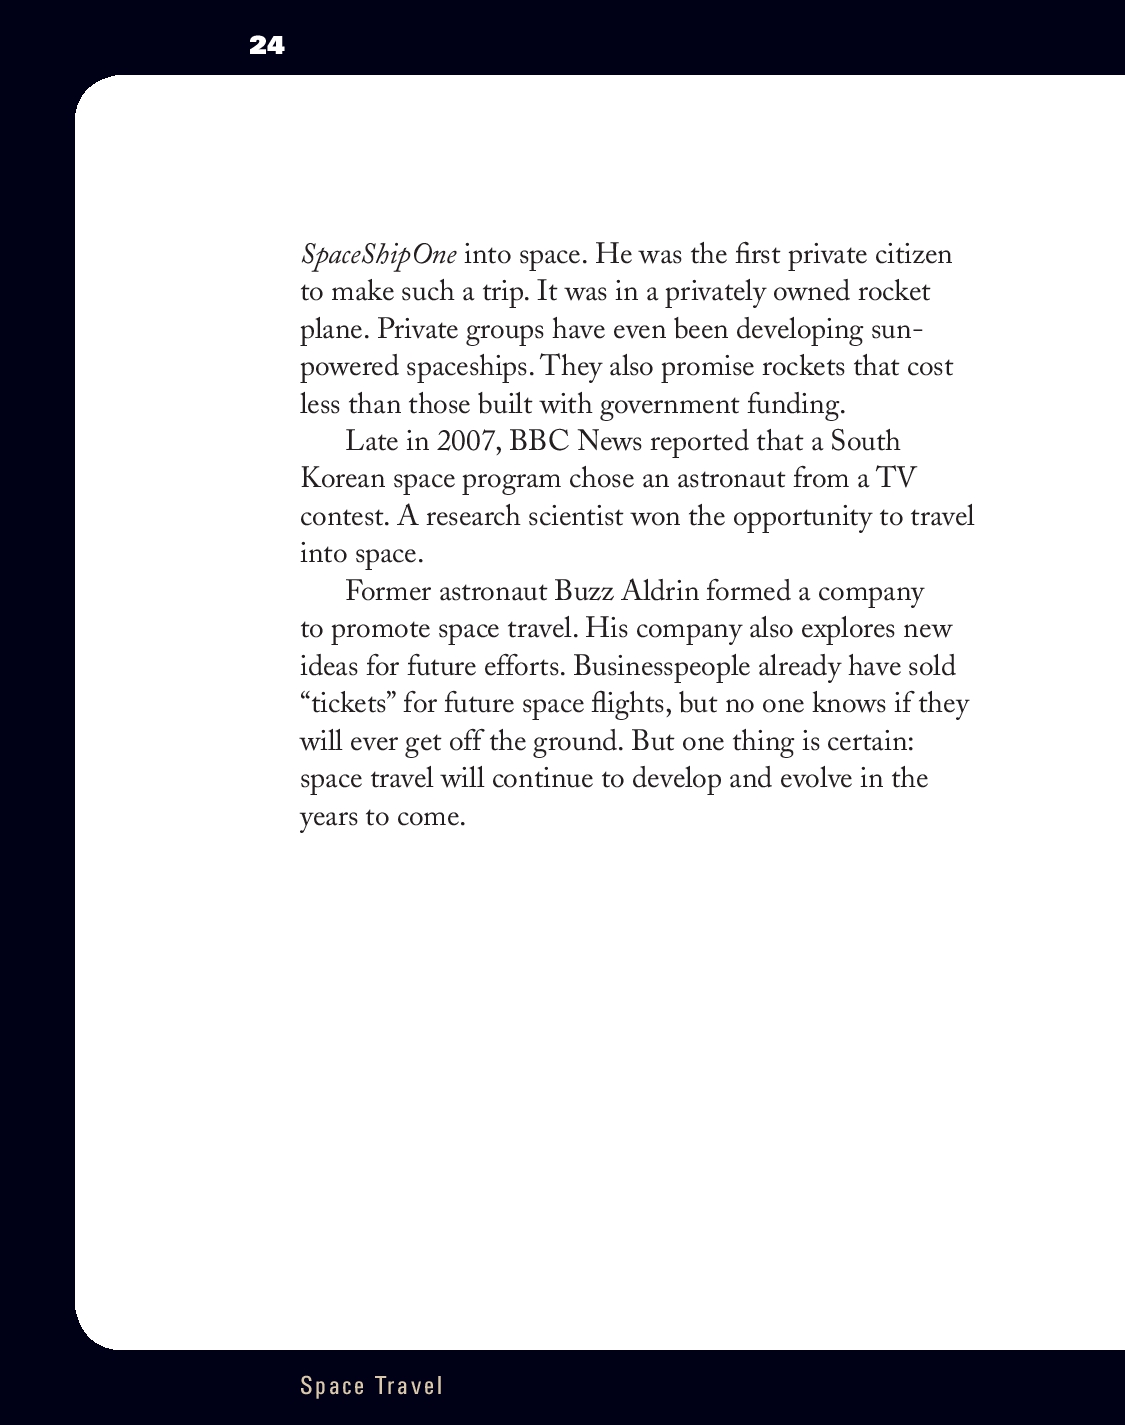 24
SpaceShipOne into space. He was the first private citizen
to make such a trip. It was in a privately owned rocket
plane. Private groups have even been developing sun-
powered spaceships. They also promise rockets that cost
less than those built with government funding.
Late in 2007, BBC News reported that a South
Korean space program chose an astronaut from a TV
contest. A research scientist won the opportunity to travel
into space.
Former astronaut Buzz Aldrin formed a company
to promote space travel. His company also explores new
ideas for future efforts. Businesspeople already have sold
“tickets” for future space flights, but no one knows if they
will ever get off the ground. But one thing is certain:
space travel will continue to develop and evolve in the
years to come.
Space Travel